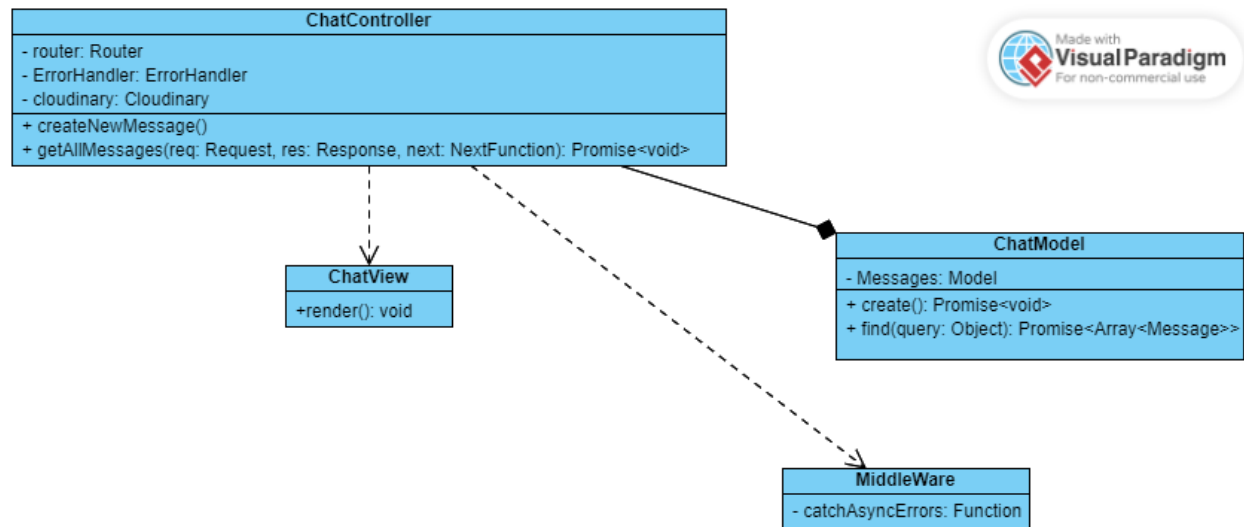 ChatController
- router: Router
- ErrorHandler: ErrorHandler
- cloudinary: Cloudinary
+ createNewMessage()
+ getAllMessages(req: Request, res: Response, next: NextFunction): Promise<void>
Made with
Visual Paradigm
For non-commercial use
ChatView
+render(): void
ChatModel
- Messages: Model
+ create(): Promise<void>
+ find(query: Object): Promise<Array<Message>>
MiddleWare
- catchAsyncErrors: Function